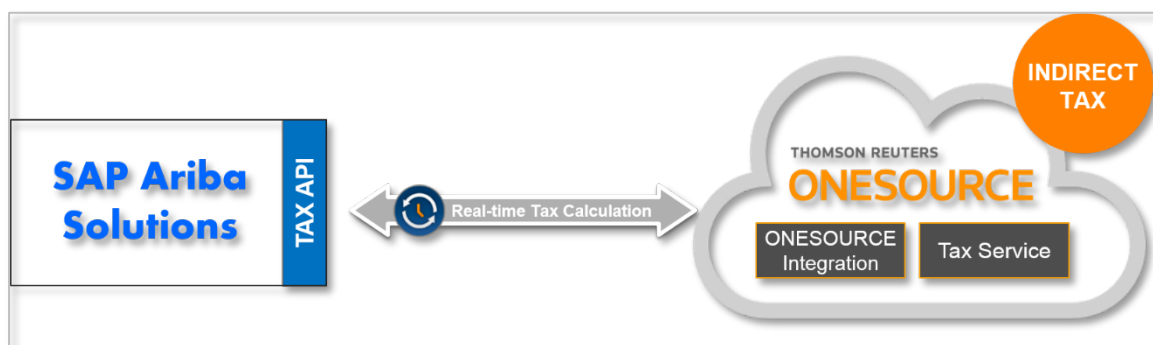 SAP Ariba
Solutions
TAX API
Real-time Tax Calculation
INDIRECT
TAX
THOMSON REUTERS
ONESOURCE
ONESOURCE
Integration
Tax Service